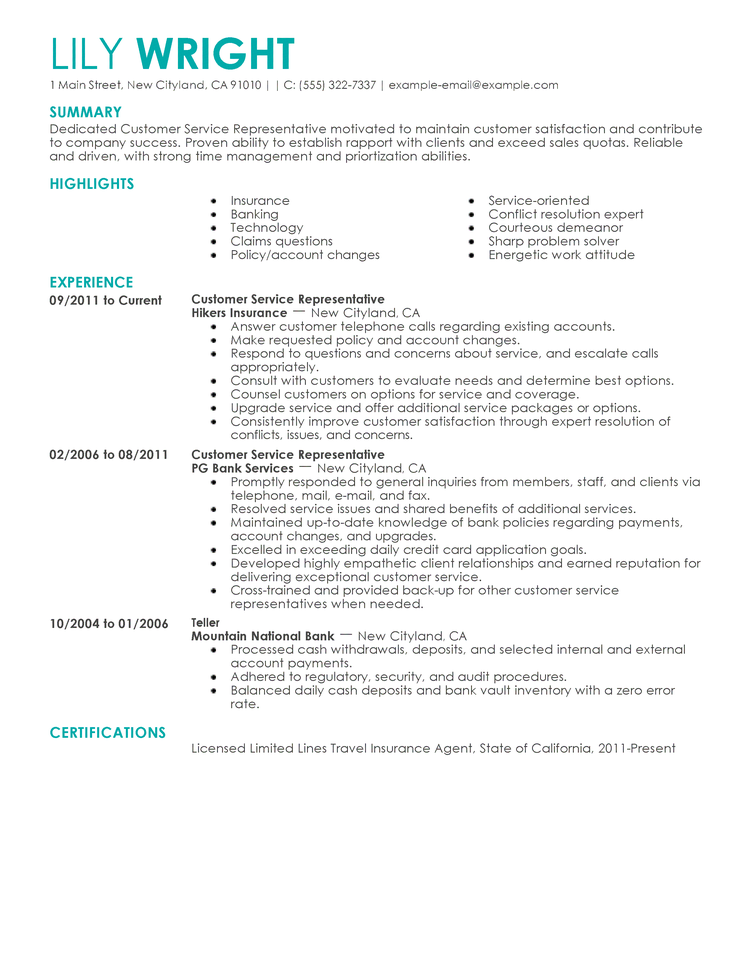 LILY WRIGHT
1 Main Street, New Cityland, CA 91010 | | C: (555) 322-7337 | example-email@example.com
SUMMARY
Dedicated Customer Service Representative motivated to maintain customer satisfaction and contribute
to company success. Proven ability to establish rapport with clients and exceed sales quotas. Reliable
and driven, with strong time management and priortization abilities.
HIGHLIGHTS
• Insurance
• Banking
• Technology
• Claims questions
• Policy/account changes
• Service-oriented
• Conflict resolution expert
• Courteous demeanor
• Sharp problem solver
• Energetic work attitude
EXPERIENCE
09/2011 to Current
Customer Service Representative
Hikers Insurance — New Cityland, CA
• Answer customer telephone calls regarding existing accounts.
• Make requested policy and account changes.
• Respond to questions and concerns about service, and escalate calls
appropriately.
• Consult with customers to evaluate needs and determine best options.
• Counsel customers on options for service and coverage.
• Upgrade service and offer additional service packages or options.
• Consistently improve customer satisfaction through expert resolution of
conflicts, issues, and concerns.
02/2006 to 08/2011
Customer Service Representative
PG Bank Services — New Cityland, CA
• Promptly responded to general inquiries from members, staff, and clients via
telephone, mail, e-mail, and fax.
• Resolved service issues and shared benefits of additional services.
• Maintained up-to-date knowledge of bank policies regarding payments,
account changes, and upgrades.
• Excelled in exceeding daily credit card application goals.
• Developed highly empathetic client relationships and earned reputation for
delivering exceptional customer service.
• Cross-trained and provided back-up for other customer service
representatives when needed.
10/2004 to 01/2006
Teller
Mountain National Bank — New Cityland, CA
• Processed cash withdrawals, deposits, and selected internal and external
account payments.
• Adhered to regulatory, security, and audit procedures.
• Balanced daily cash deposits and bank vault inventory with a zero error
rate.
CERTIFICATIONS
Licensed Limited Lines Travel Insurance Agent, State of California, 2011-Present